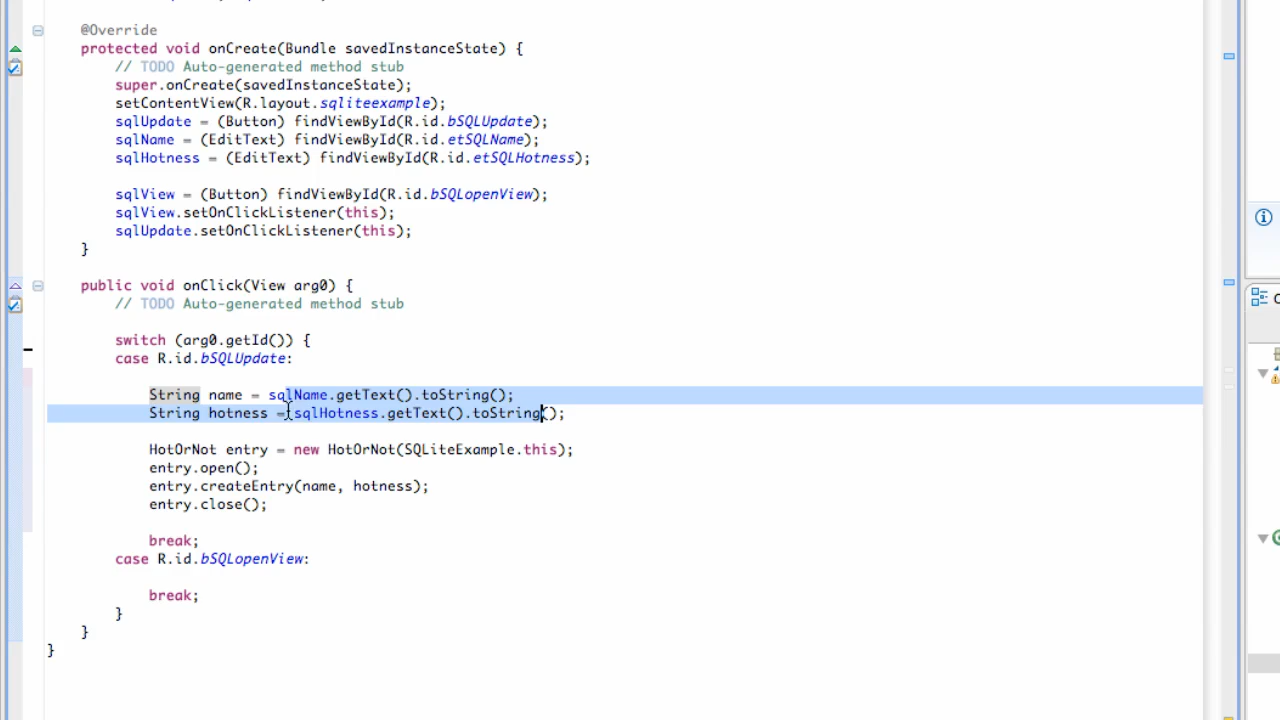 @Override
protected void onCreate(Bundle savedInstanceState) {
// TODO Auto-generated method stub
super.onCreate(savedInstanceState);
setContentView(R.layout.sqliteexample);
sqlUpdate = (Button) findViewById(R.id.bSQLUpdate);
sqlName = (EditText) findViewById(R.id.etSQLName);
sqlHotness = (EditText) findViewById(R.id.etSQLHotness);
sqlView = (Button) findViewById(R.id.bSQLopenView);
sqlView.setOnClickListener(this);
sqlUpdate.setOnClickListener(this);
}
public void onClick(View arg0) {
// TODO Auto-generated method stub
switch (arg0.getId()) {
case R.id.bSQLUpdate:
String name = sqlName.getText().toString();
String hotness = sqlHotness.getText().toString();
HotOrNot entry = new HotOrNot(SQLiteExample.this);
entry.open();
entry.createEntry(name, hotness);
entry.close();
break;
case R.id.bSQLopenView:
break;
}
}
}